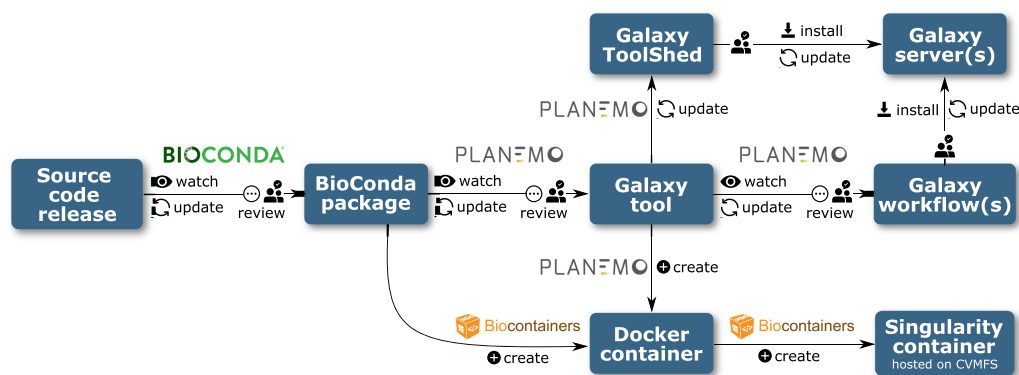 Galaxy
ToolShed
install
update
Galaxy
server(s)
PLANEMO
update
install
update
BIOCONDA®
PLANEMO
PLANEMO
Source
code
release
watch
update
review
BioConda
package
watch
update
review
Galaxy
tool
watch
update
review
Galaxy
workflow(s)
PLANEMO
create
Biocontainers
create
Docker
container
Biocontainers
create
Singularity
container
hosted on CVMFS